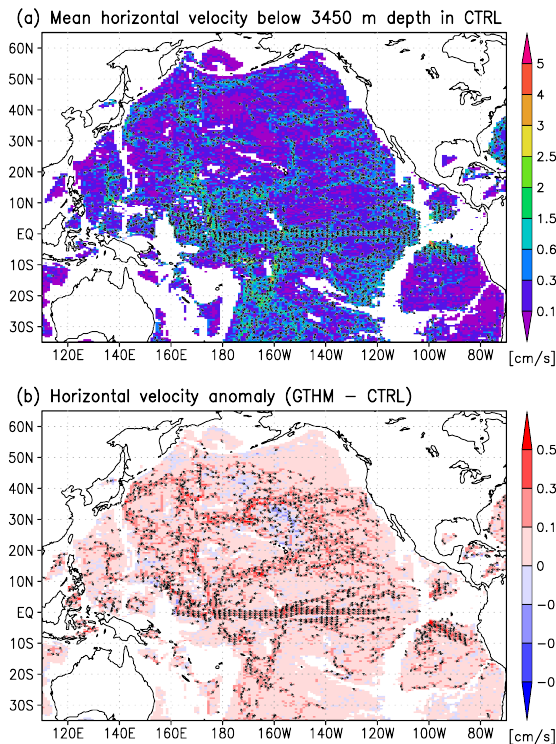 (a) Mean horizontal velocity below 3450 m depth in CTRL
60N
50N
40N
30N
20N
10N
EQ
10S
20S
30S
120E 140E 160E 180 160W 140W 120W 100W 80W
5
4
3
2.5
2
1.5
0.6
0.3
0.1
[cm/s]
(b) Horizontal velocity anomaly (GTHM − CTRL)
60N
50N
40N
30N
20N
10N
EQ
10S
20S
30S
120E 140E 160E 180 160W 140W 120W 100W 80W
0.5
0.3
0.1
0
−0
−0
−0
[cm/s]